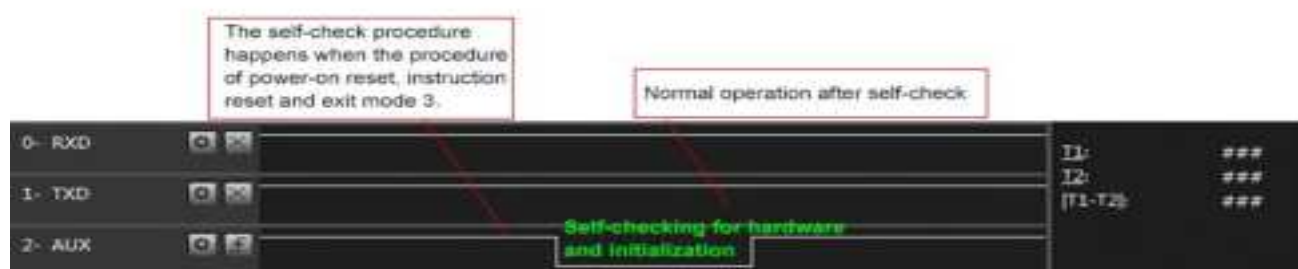 The self-check procedure
happens when the procedure
of power-on reset, instruction
reset and exit mode 3.
Normal operation after self-check
0- RXD
T1: ###
T2: ###
1- TXD
|T1-T2|: ###
Self-checking for hardware
and initialization
2- AUX